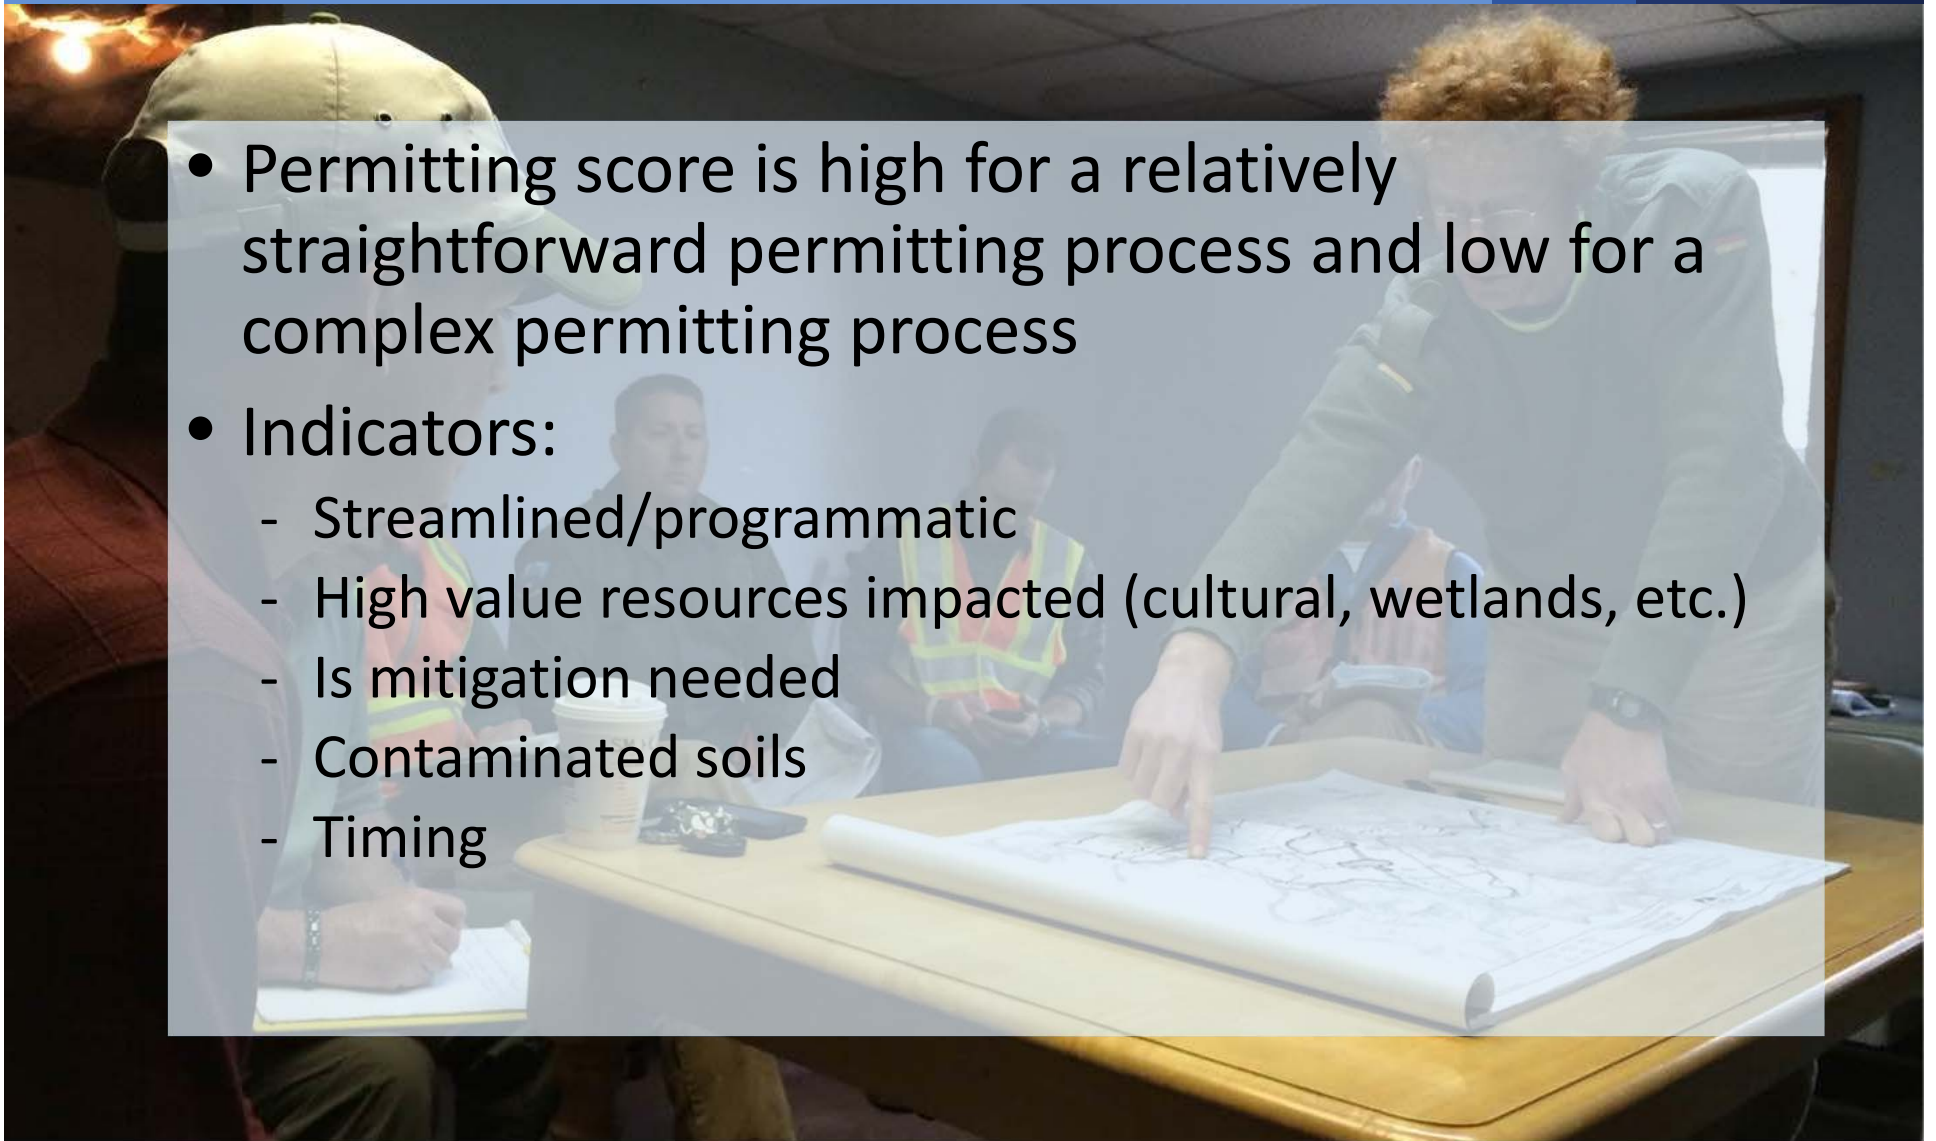 • Permitting score is high for a relatively
straightforward permitting process and low for a
complex permitting process
• Indicators:
- Streamlined/programmatic
- High value resources impacted (cultural, wetlands, etc.)
- Is mitigation needed
- Contaminated soils
- Timing